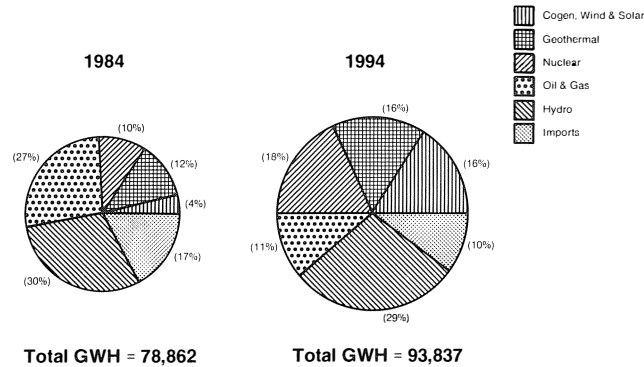 Cogen, Wind & Solar
Geothermal
Nuclear
Oil & Gas
Hydro
Imports
1984
1994
(10%)
(27%)
(12%)
(4%)
(17%)
(30%)
(16%)
(18%)
(16%)
(11%)
(10%)
(29%)
Total GWH = 78,862
Total GWH = 93,837